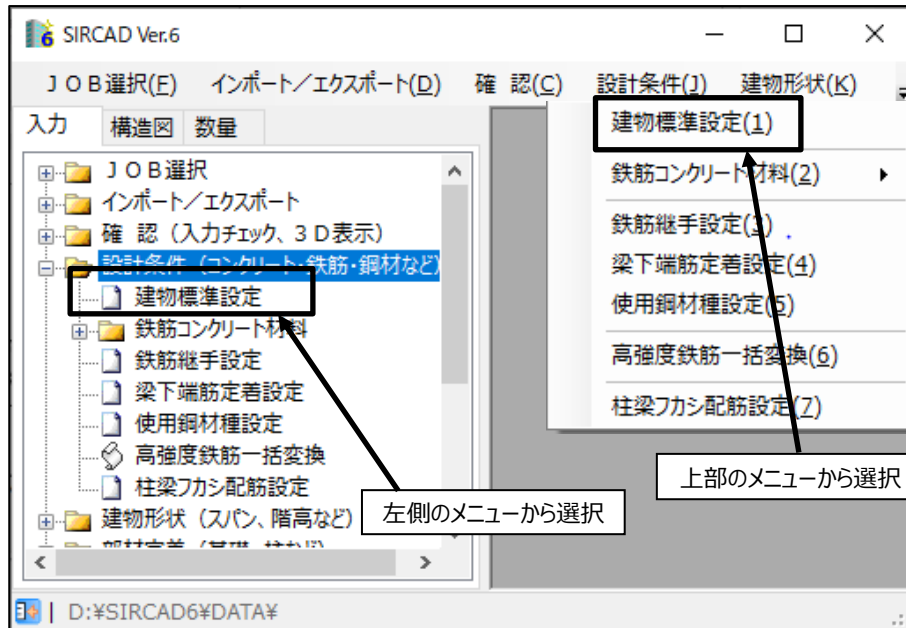 SIRCAD Ver.6
ＪＯＢ選択(F) インポート／エクスポート(D) 確 認(C) 設計条件(J) 建物形状(K)
入力 構造図 数量
ＪＯＢ選択
インポート／エクスポート
確 認（入力チェック、３Ｄ表示）
設計条件（コンクリート・鉄筋・鋼材など）
建物標準設定
鉄筋コンクリート材料
鉄筋継手設定
梁下端筋定着設定
使用鋼材種設定
高強度鉄筋一括変換
柱梁フカシ配筋設定
建物形状（スパン、階高など）
建物標準設定(1)
鉄筋コンクリート材料(2)
鉄筋継手設定(3)
梁下端筋定着設定(4)
使用鋼材種設定(5)
高強度鉄筋一括変換(6)
柱梁フカシ配筋設定(7)
上部のメニューから選択
左側のメニューから選択
D:¥SIRCAD6¥DATA¥